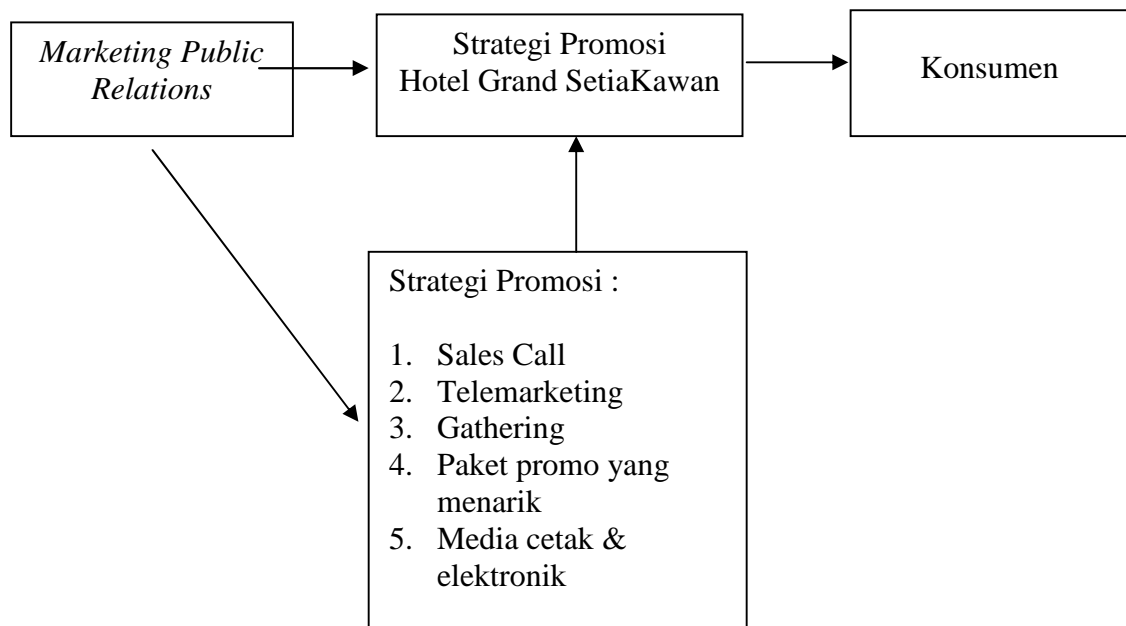 Marketing Public
Relations
Strategi Promosi
Hotel Grand SetiaKawan
Konsumen
Strategi Promosi :
1. Sales Call
2. Telemarketing
3. Gathering
4. Paket promo yang
menarik
5. Media cetak &
elektronik